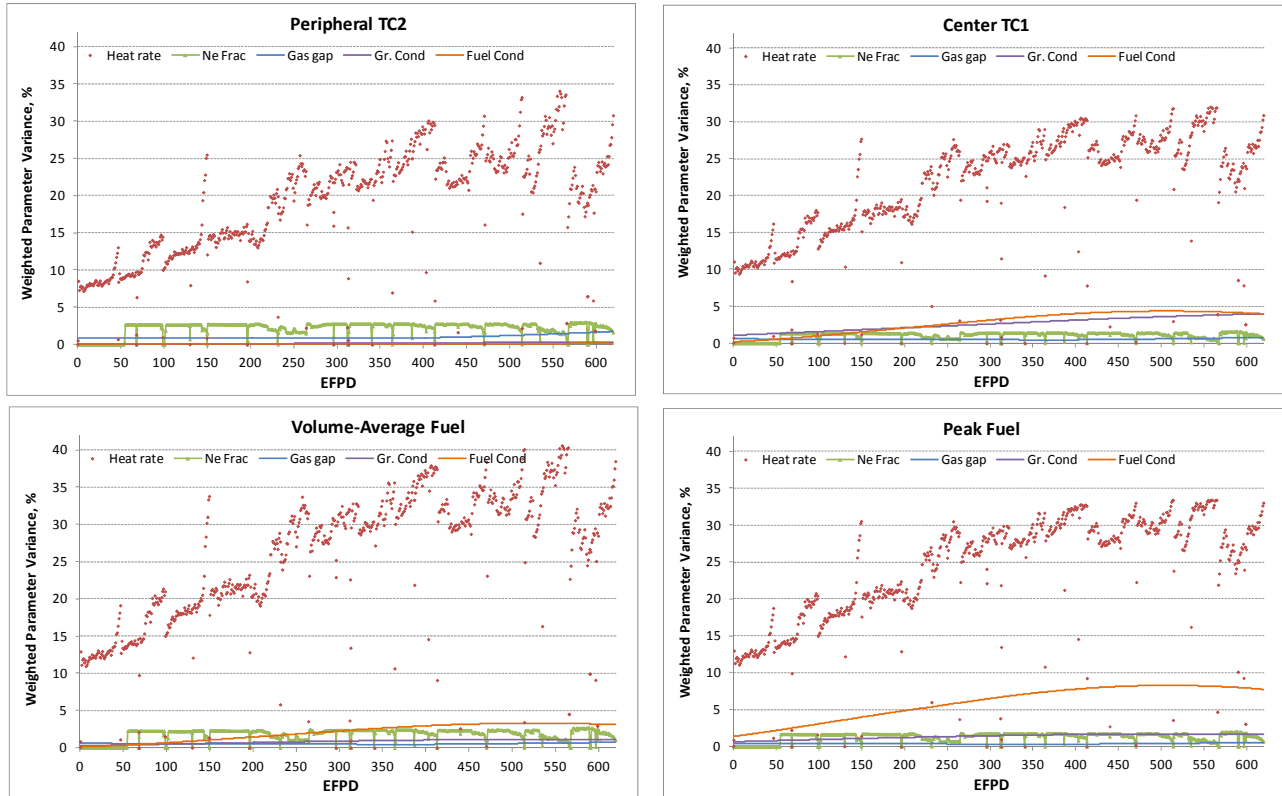 Peripheral TC2
Heat rate Ne Frac Gas gap Gr. Cond Fuel Cond
Weighted Parameter Variance, %
40
35
30
25
20
15
10
5
0
0 50 100 150 200 250 300 350 400 450 500 550 600
EFPD
Center TC1
Heat rate Ne Frac Gas gap Gr. Cond Fuel Cond
Weighted Parameter Variance, %
40
35
30
25
20
15
10
5
0
0 50 100 150 200 250 300 350 400 450 500 550 600
EFPD
Volume-Average Fuel
Heat rate Ne Frac Gas gap Gr. Cond Fuel Cond
Weighted Parameter Variance, %
40
35
30
25
20
15
10
5
0
0 50 100 150 200 250 300 350 400 450 500 550 600
EFPD
Peak Fuel
Heat rate Ne Frac Gas gap Gr. Cond Fuel Cond
Weighted Parameter Variance, %
40
35
30
25
20
15
10
5
0
0 50 100 150 200 250 300 350 400 450 500 550 600
EFPD